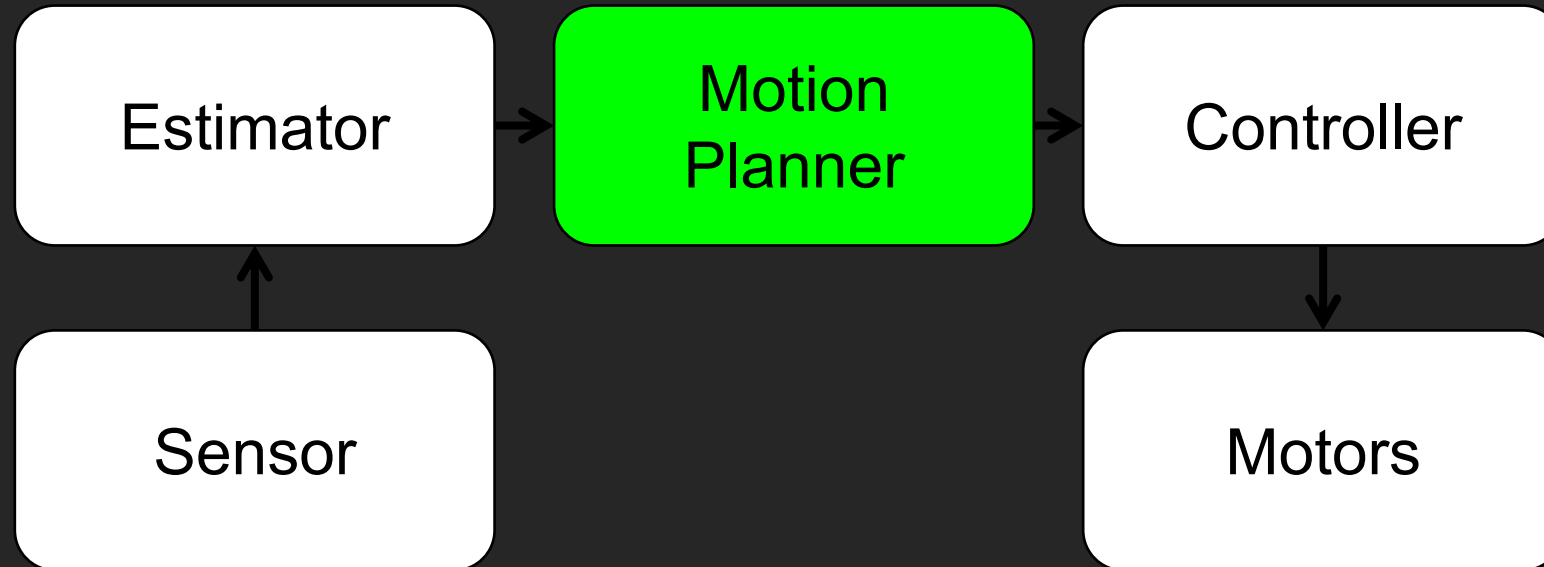 Estimator
Motion
Planner
Controller
Sensor
Motors